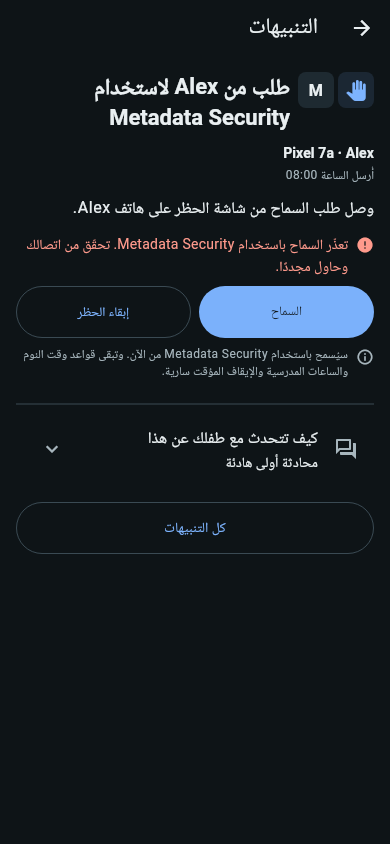 التنبيهات
M
طلب من Alex لاستخدام
Metadata Security
Pixel 7a · Alex
أُرسل الساعة 08:00
وصل طلب السماح من شاشة الحظر على هاتف Alex.
تعذّر السماح باستخدام Metadata Security. تحقّق من اتصالك
وحاول مجددًا.
السماح
إبقاء الحظر
سيُسمح باستخدام Metadata Security من الآن. وتبقى قواعد وقت النوم
والساعات المدرسية والإيقاف المؤقت سارية.
كيف تتحدث مع طفلك عن هذا
محادثة أولى هادئة
كل التنبيهات